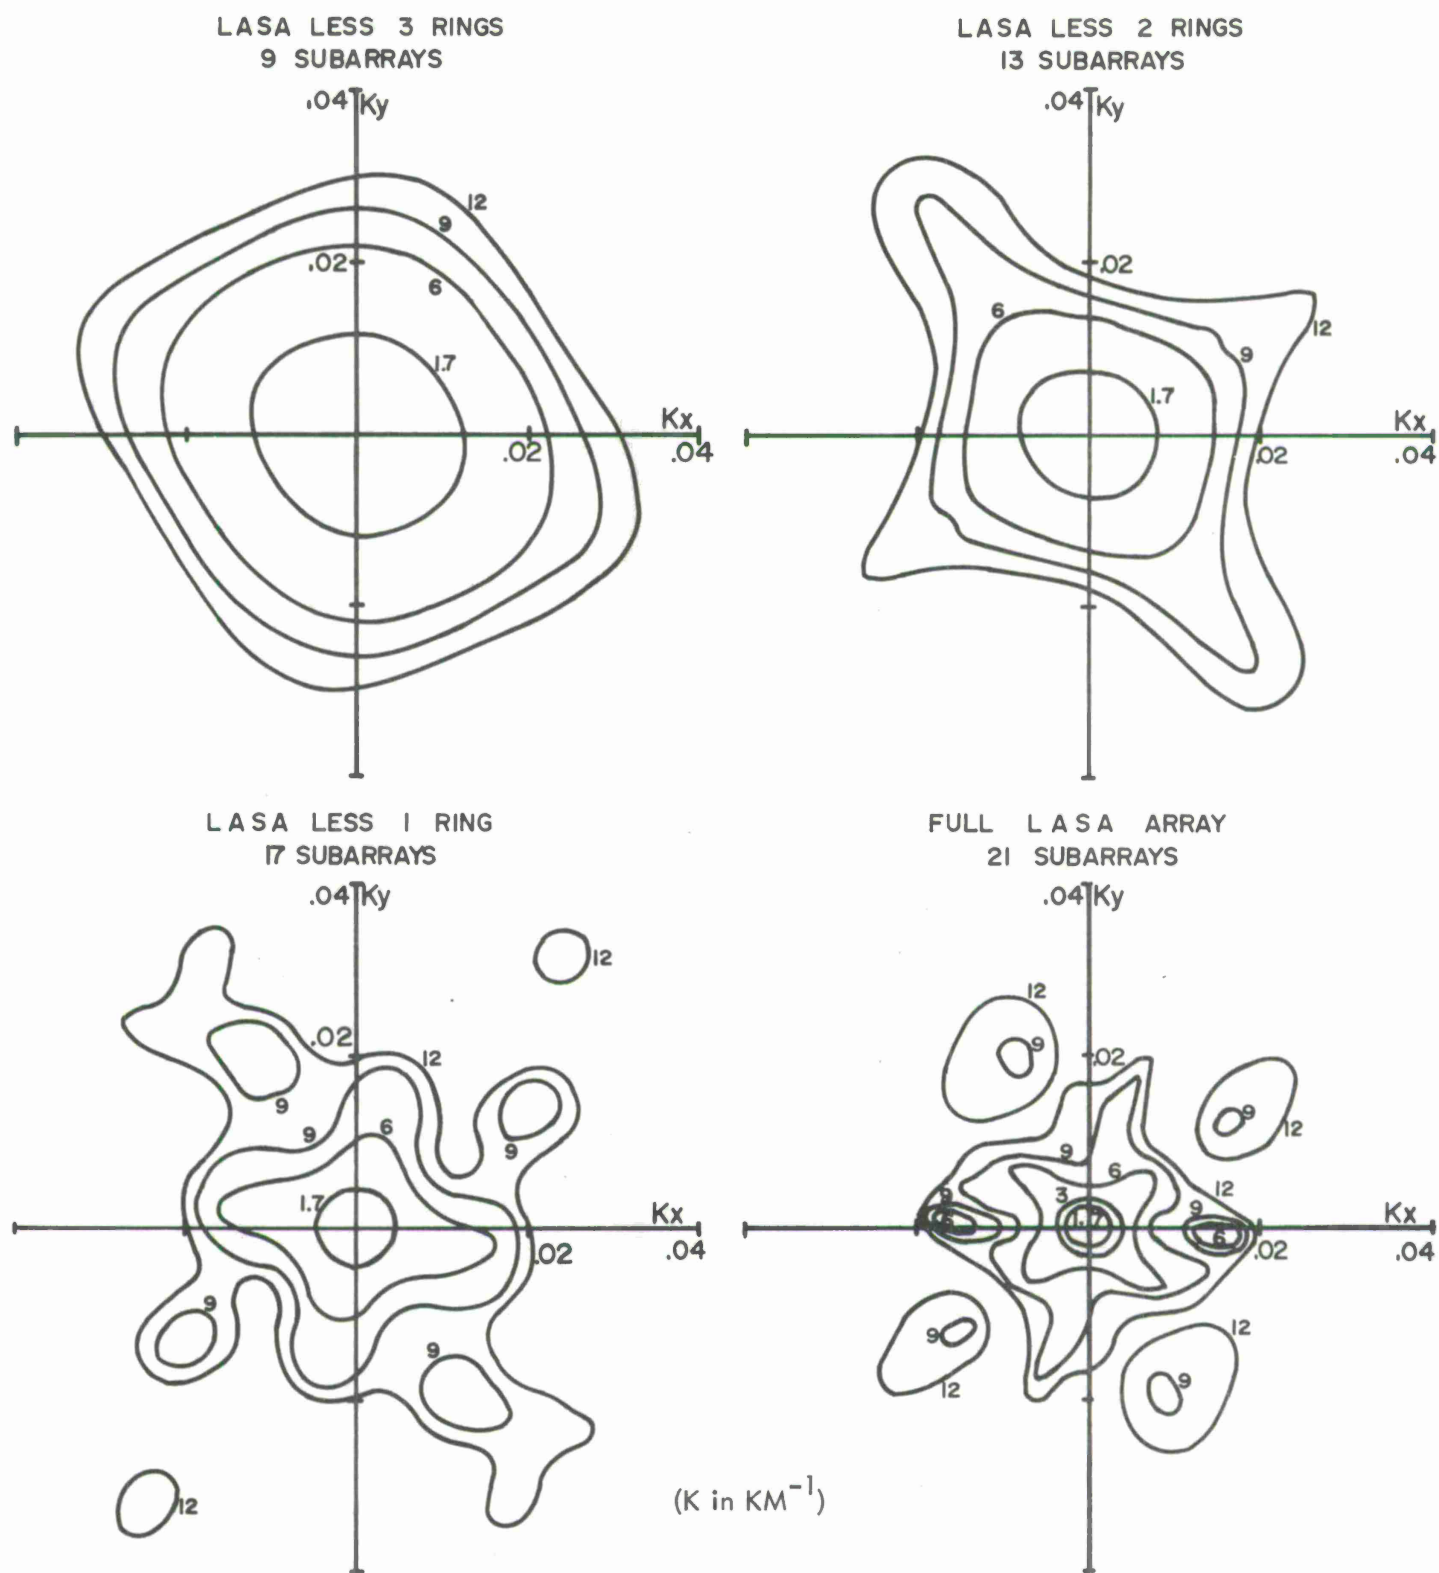 LASA LESS 3 RINGS
9 SUBARRAYS
.04 Ky
12
9
.02
6
1.7
Kx
.02
.04
LASA LESS 2 RINGS
13 SUBARRAYS
.04 Ky
.02
6
12
9
1.7
Kx
.02
.04
LASA LESS 1 RING
17 SUBARRAYS
.04 Ky
12
.02
12
9
9
6
9
1.7
Kx
.02
.04
9
9
12
FULL LASA ARRAY
21 SUBARRAYS
.04 Ky
12
9
.02
9
12
9
6
12
9
3
9
1.7
Kx
6
.02
.04
9
12
12
9
(K in KM⁻¹)